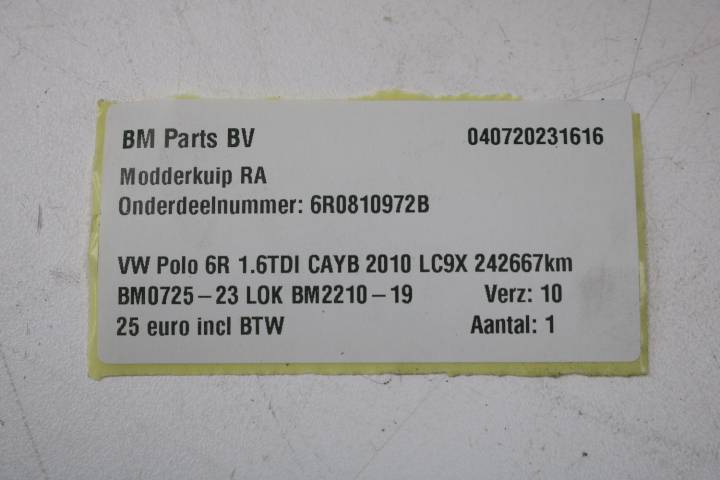 BM Parts BV 040720231616
Modderkuip RA
Onderdeelnummer: 6R0810972B
VW Polo 6R 1.6TDI CAYB 2010 LC9X 242667km
BM0725-23 LOK BM2210-19 Verz: 10
25 euro incl BTW Aantal: 1